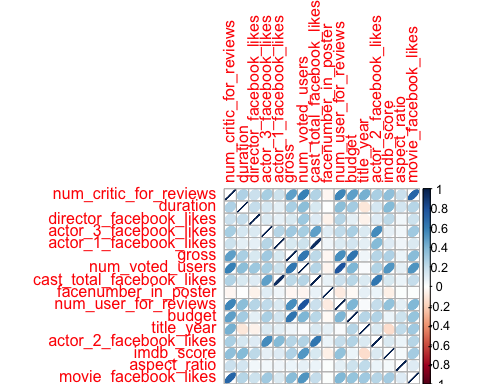 num_critic_for_reviews
duration
director_facebook_likes
actor_3_facebook_likes
actor_1_facebook_likes
gross
num_voted_users
cast_total_facebook_likes
facenumber_in_poster
num_user_for_reviews
budget
title_year
actor_2_facebook_likes
imdb_score
aspect_ratio
movie_facebook_likes
num_critic_for_reviews
duration
director_facebook_likes
actor_3_facebook_likes
actor_1_facebook_likes
gross
num_voted_users
cast_total_facebook_likes
facenumber_in_poster
num_user_for_reviews
budget
title_year
actor_2_facebook_likes
imdb_score
aspect_ratio
movie_facebook_likes
1
0.8
0.6
0.4
0.2
0
-0.2
-0.4
-0.6
-0.8
-1